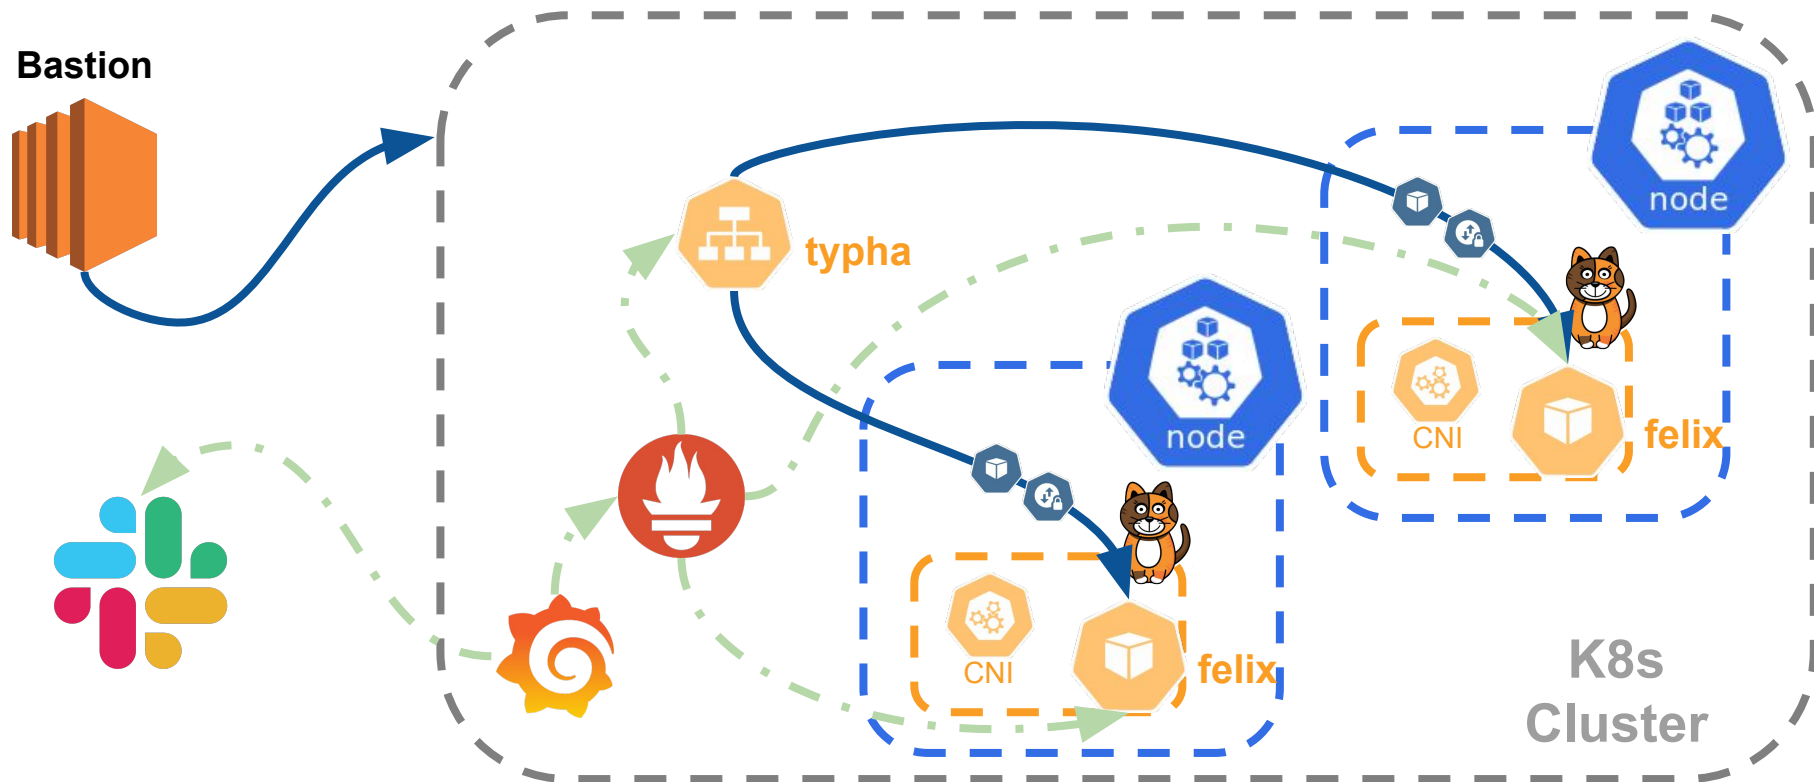 Bastion
node
typha
node
CNI
felix
CNI
felix
K8s
Cluster